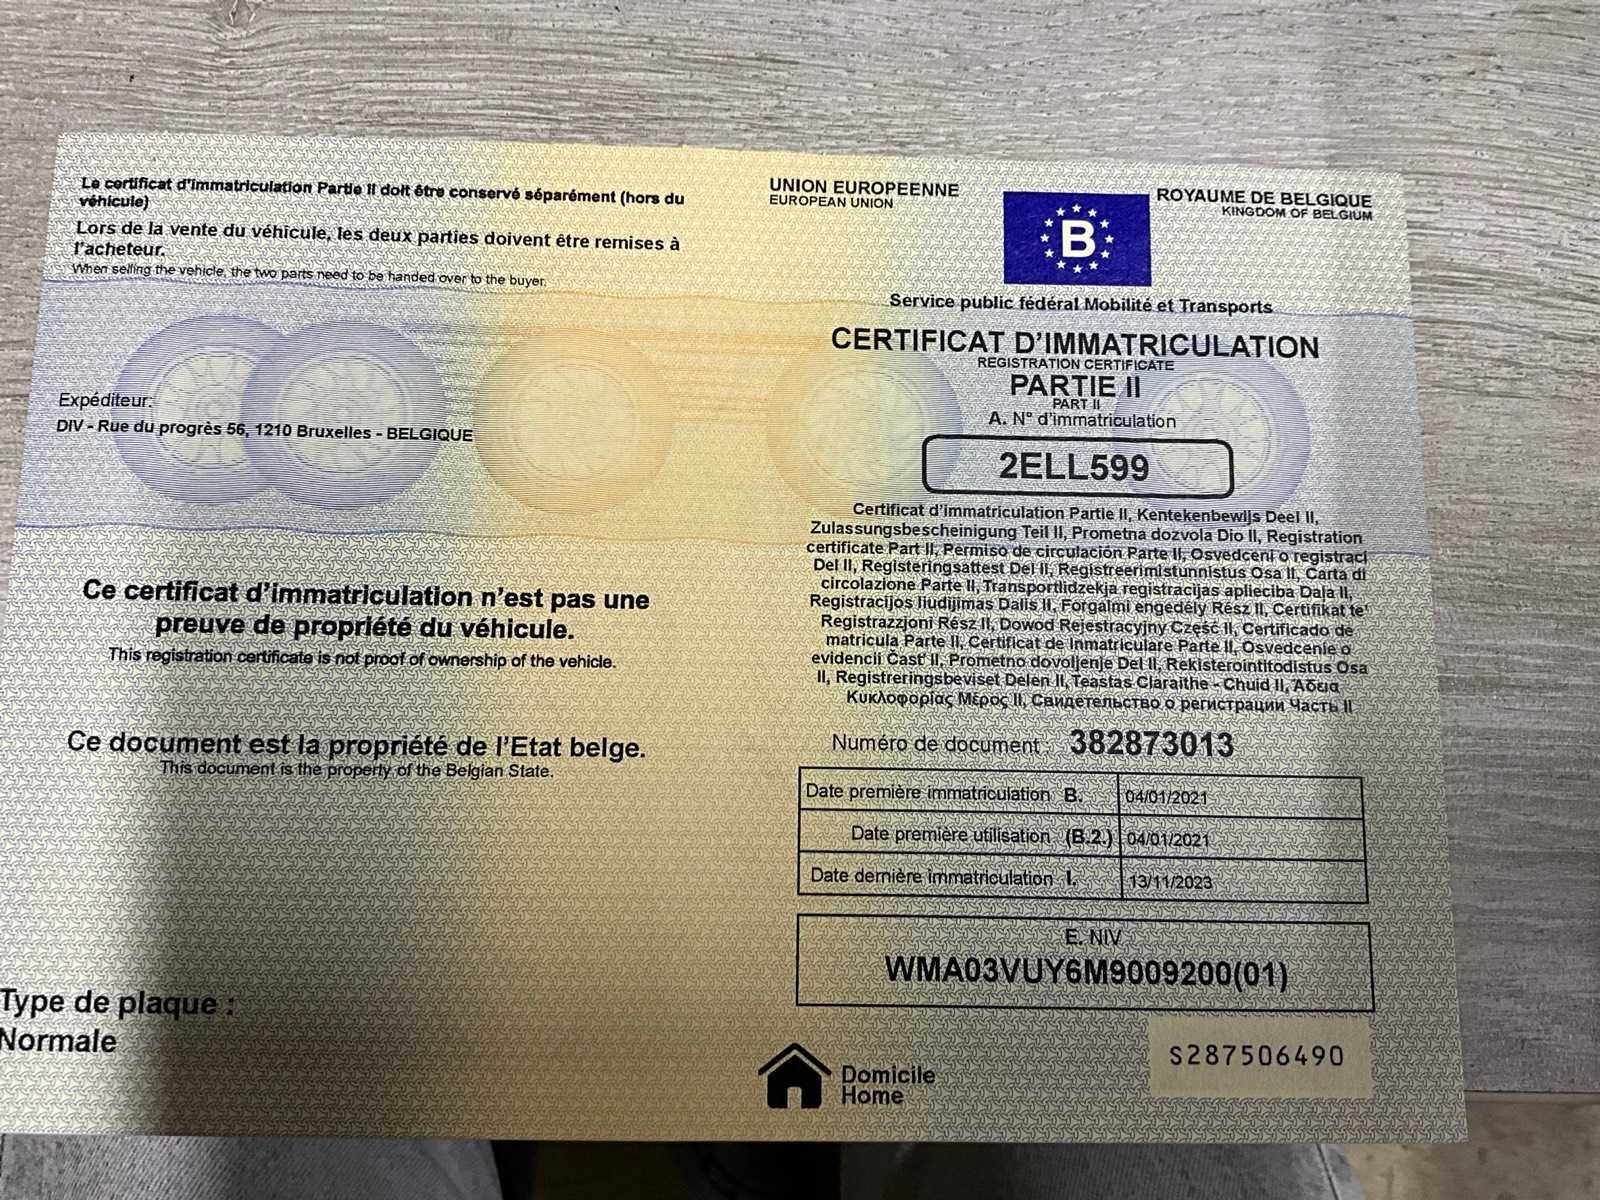 Le certificat d'immatriculation Partie II doit être conservé séparément (hors du
véhicule)
Lors de la vente du véhicule, les deux parties doivent être remises à
l'acheteur.
When selling the vehicle, the two parts need to be handed over to the buyer.
Expéditeur:
DIV - Rue du progrès 56, 1210 Bruxelles - BELGIQUE
Ce certificat d'immatriculation n'est pas une
preuve de propriété du véhicule.
This registration certificate is not proof of ownership of the vehicle.
Ce document est la propriété de l'Etat belge.
This document is the property of the Belgian State.
Type de plaque :
Normale
UNION EUROPEENNE
EUROPEAN UNION
B
ROYAUME DE BELGIQUE
KINGDOM OF BELGIUM
Service public fédéral Mobilité et Transports
CERTIFICAT D'IMMATRICULATION
REGISTRATION CERTIFICATE
PARTIE II
PART II
A. N° d'immatriculation
2ELL599
Certificat d'immatriculation Partie II, Kentekenbewijs Deel II,
Zulassungsbescheinigung Teil II, Prometna dozvola Dio II, Registration
certificate Part II, Permiso de circulación Parte II, Osvedceni o registraci
Del II, Registeringsattest Del II, Registreerimistunnistus Osa II, Carta di
circolazione Parte II, Transportlidzekja registracijas aplieciba Daļa II,
Registracijos liudijimas Dalis II, Forgalmi engedély Rész II, Certifikat te'
Registrazzjoni Rész II, Dowod Rejestracyjny Część II, Certificado de
matricula Parte II, Certificat de Inmatriculare Parte II, Osvedcenie o
evidencii Čast' II, Prometno dovoljenje Del II, Rekisterointitodistus Osa
II, Registreringsbeviset Delen II, Teastas Claraithe - Chuid II, Άδεια
Κυκλοφορίας Μέρος II, Свидетельство о регистрации Часть II
Numéro de document : 382873013
Date première immatriculation B. 04/01/2021
Date première utilisation (B.2.) 04/01/2021
Date dernière immatriculation I. 13/11/2023
E. NIV
WMA03VUY6M9009200(01)
S287506490
Domicile
Home